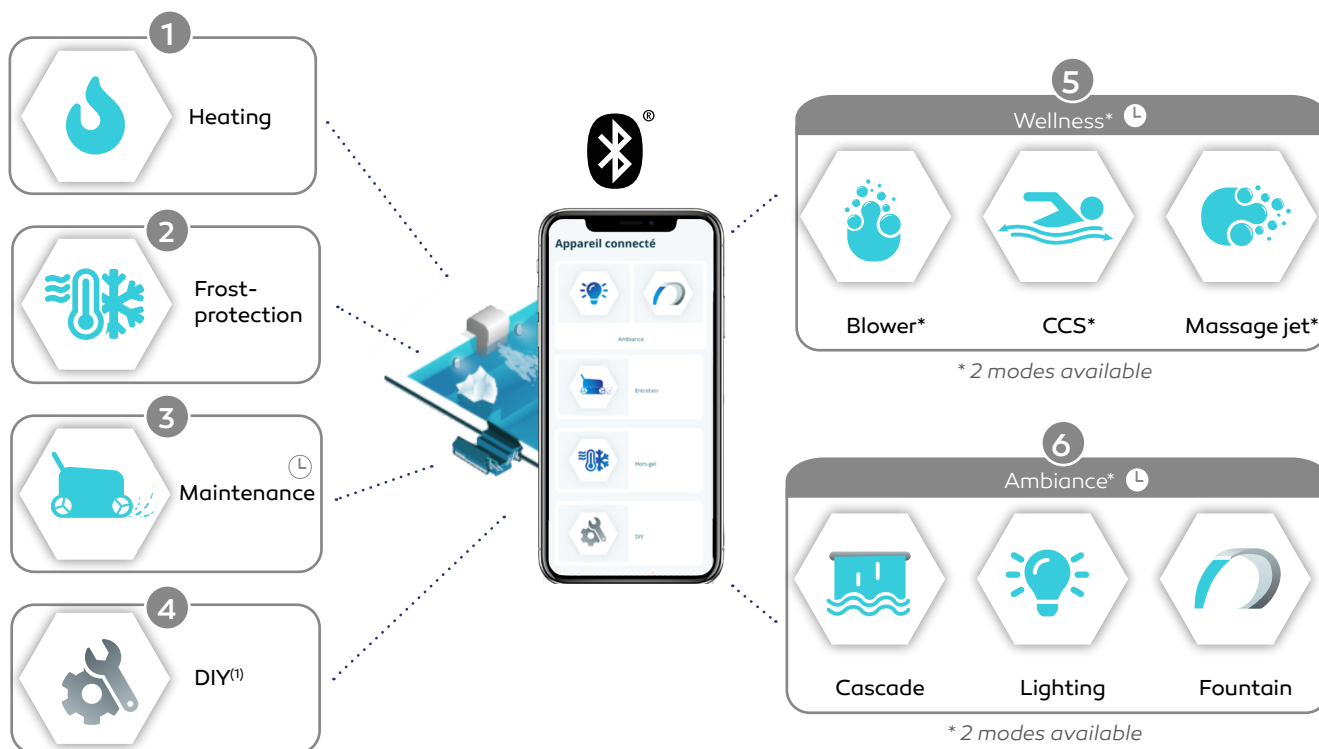 1
Heating
2
Frost-
protection
3
Maintenance
4
DIY(1)
®
Appareil connecté
Ambiance
Entretien
Hors-gel
DIY
5
Wellness*
Blower*
CCS*
Massage jet*
* 2 modes available
6
Ambiance*
Cascade
Lighting
Fountain
* 2 modes available